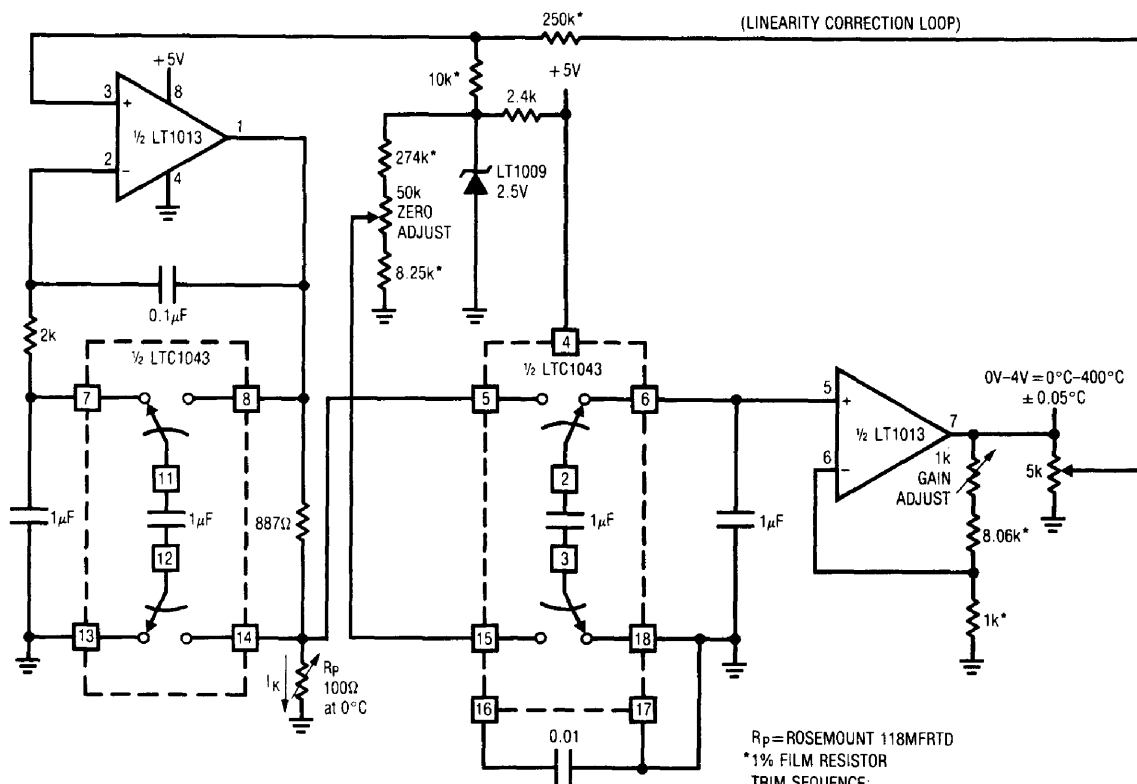 250k*
(LINEARITY CORRECTION LOOP)
+5V
10k*
+5V
3
+
8
2.4k
½ LT1013
1
2
−
4
274k*
LT1009
2.5V
50k
ZERO
ADJUST
8.25k*
0.1µF
2k
½ LTC1043
4
½ LTC1043
7
8
5
6
5
+
0V–4V = 0°C–400°C
± 0.05°C
½ LT1013
7
6
−
1k
GAIN
ADJUST
5k
11
2
1µF
1µF
887Ω
1µF
1µF
8.06k*
12
3
13
14
15
18
1k*
IK
RP
100Ω
at 0°C
16
17
0.01
RP = ROSEMOUNT 118MFRTD
*1% FILM RESISTOR
TRIM SEQUENCE: